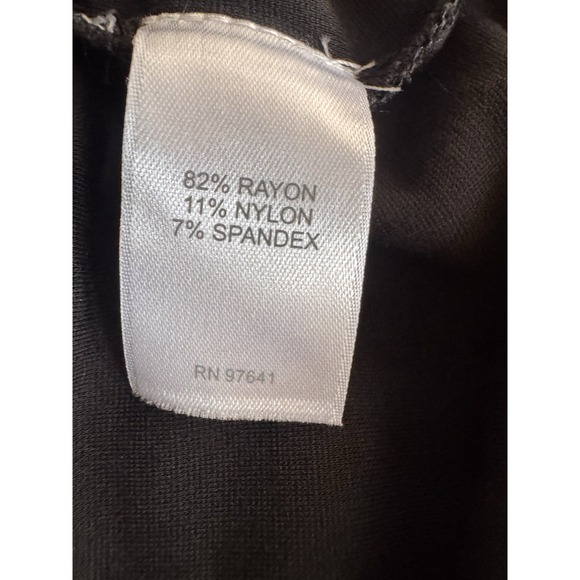 82% RAYON
11% NYLON
7% SPANDEX
RN 97641